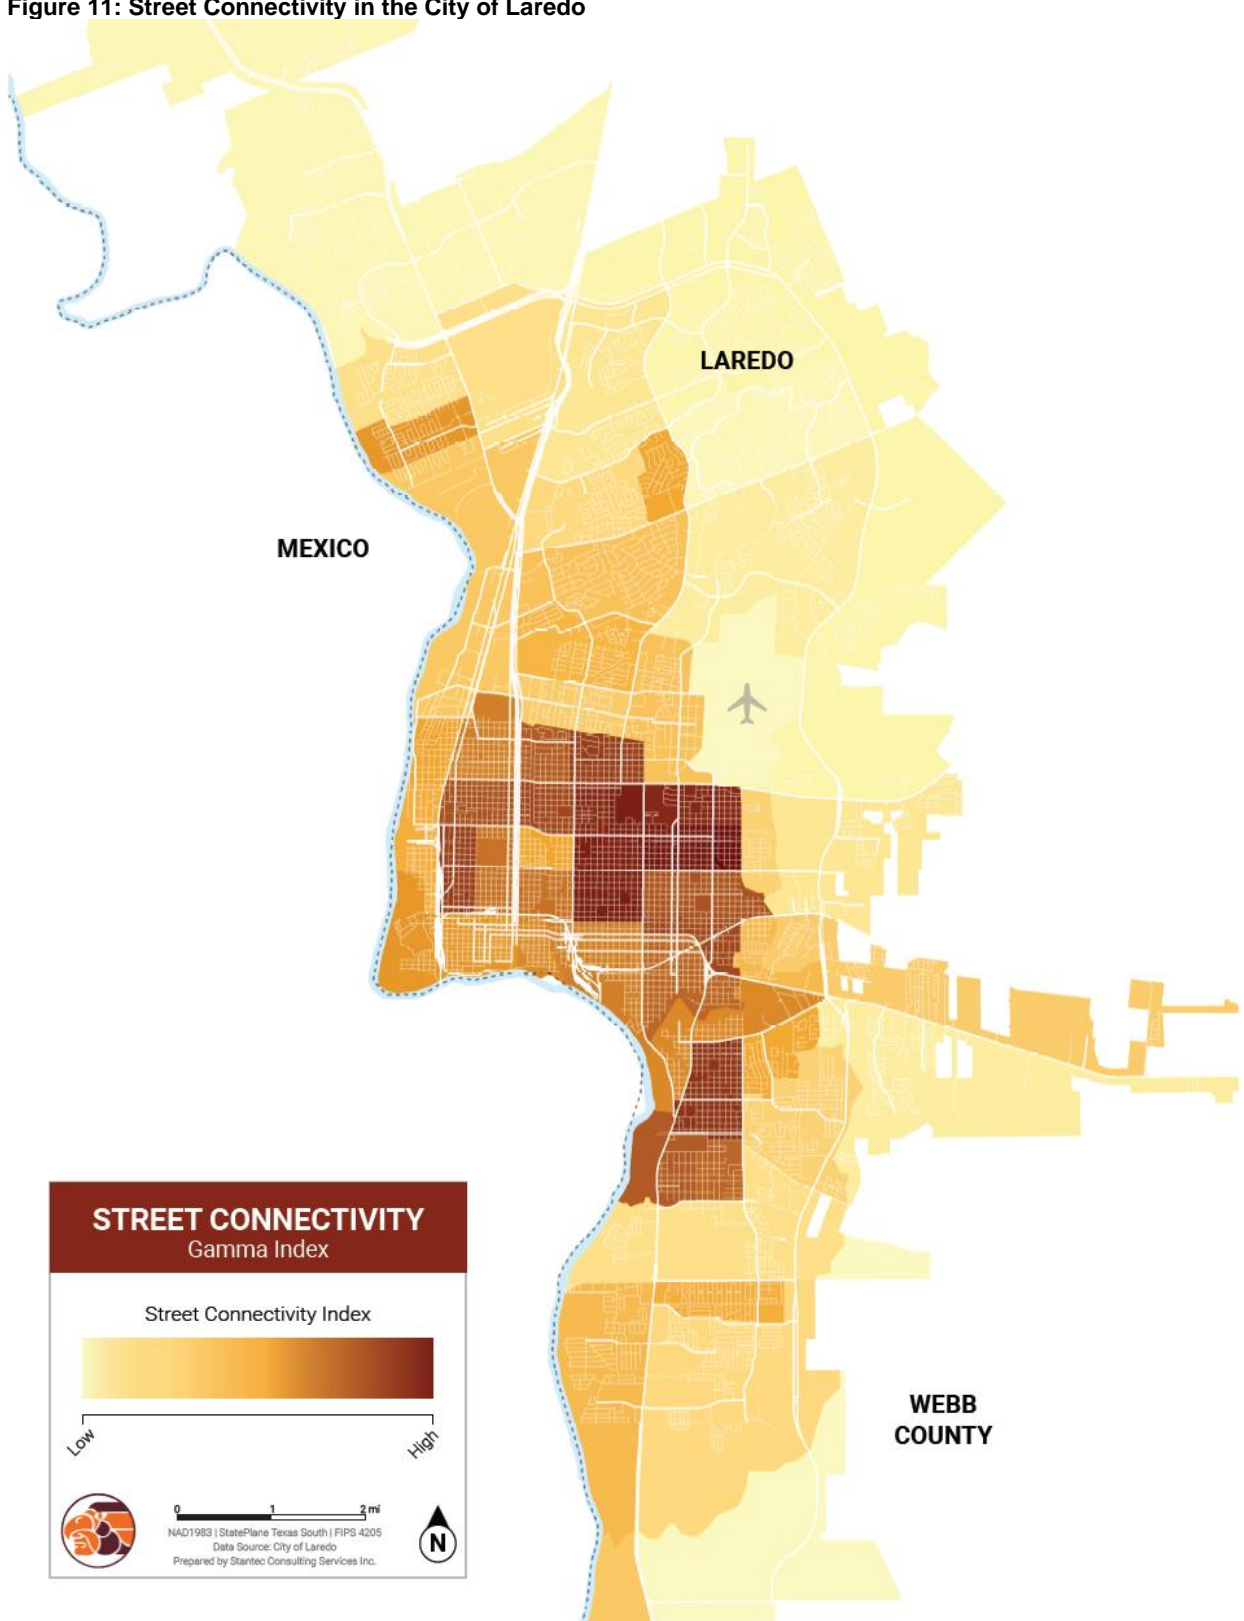 Figure 11: Street Connectivity in the City of Laredo
LAREDO
MEXICO
STREET CONNECTIVITY
Gamma Index
Street Connectivity Index
Low
High
WEBB
COUNTY
0 1 2 mi
NAD1983 | StatePlane Texas South | FIPS 4205
Data Source: City of Laredo
Prepared by Stantec Consulting Services Inc.
N